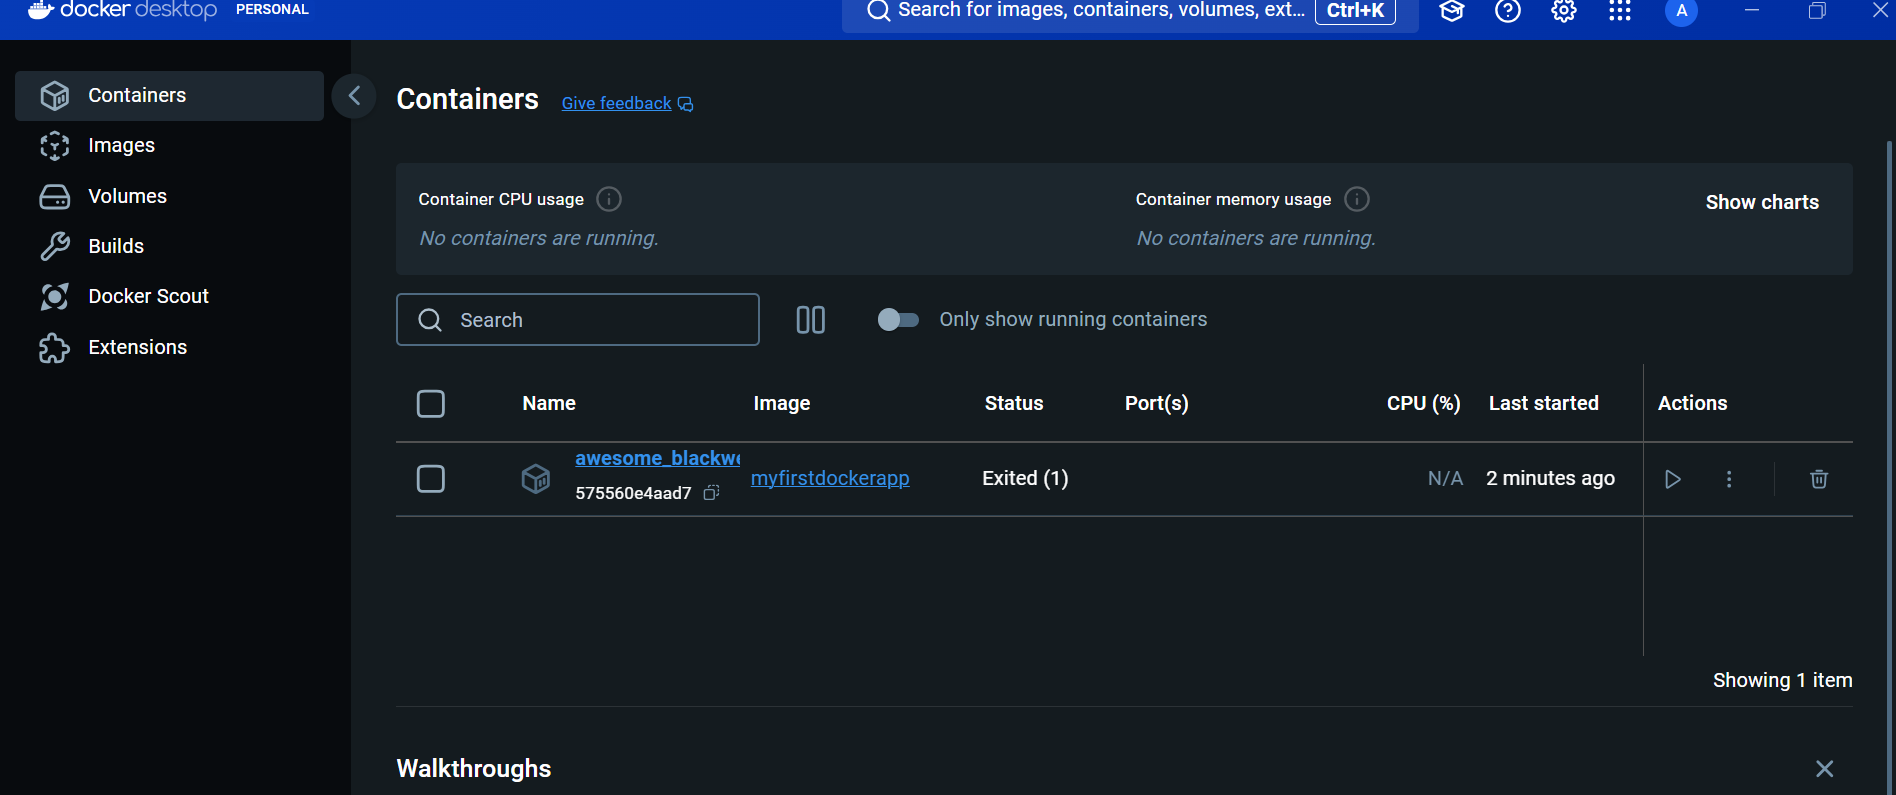 docker desktop PERSONAL
Search for images, containers, volumes, ext... Ctrl+K
A
Containers
Images
Volumes
Builds
Docker Scout
Extensions
Containers Give feedback
Container CPU usage
No containers are running.
Container memory usage
No containers are running.
Show charts
Search
Only show running containers
Name Image Status Port(s) CPU (%) Last started Actions
awesome_blackwe
575560e4aad7
myfirstdockerapp Exited (1) N/A 2 minutes ago
Showing 1 item
Walkthroughs